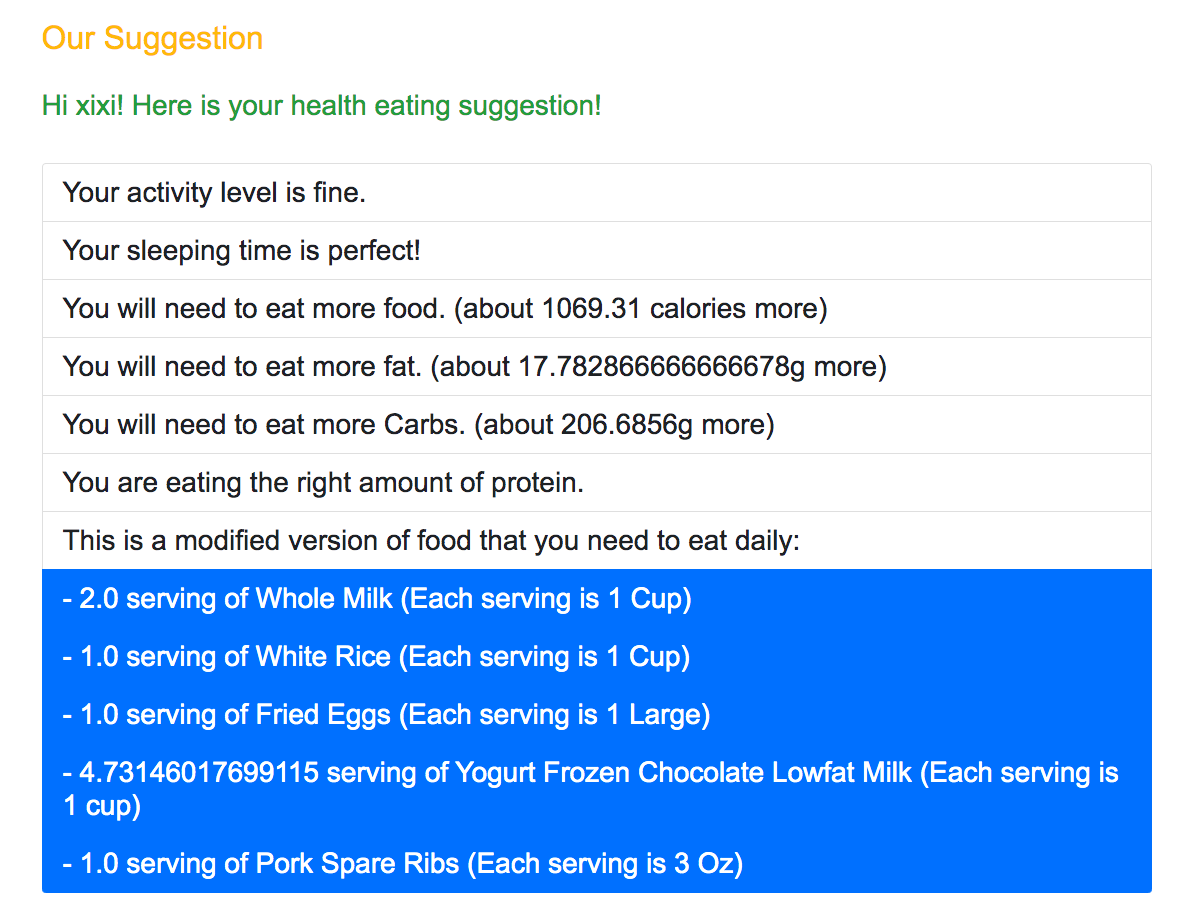 Our Suggestion
Hi xixi! Here is your health eating suggestion!
Your activity level is fine.
Your sleeping time is perfect!
You will need to eat more food. (about 1069.31 calories more)
You will need to eat more fat. (about 17.782866666666678g more)
You will need to eat more Carbs. (about 206.6856g more)
You are eating the right amount of protein.
This is a modified version of food that you need to eat daily:
- 2.0 serving of Whole Milk (Each serving is 1 Cup)
- 1.0 serving of White Rice (Each serving is 1 Cup)
- 1.0 serving of Fried Eggs (Each serving is 1 Large)
- 4.73146017699115 serving of Yogurt Frozen Chocolate Lowfat Milk (Each serving is
1 cup)
- 1.0 serving of Pork Spare Ribs (Each serving is 3 Oz)